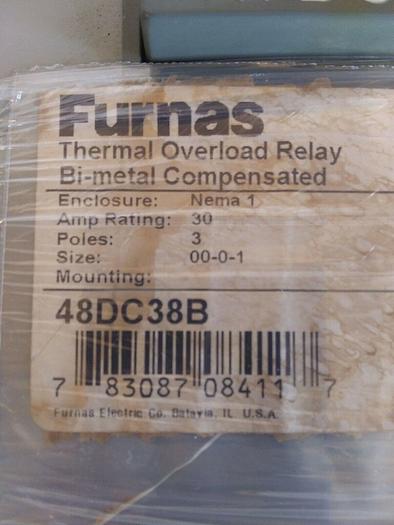 Furnas
Thermal Overload Relay
Bi-metal Compensated
Enclosure: Nema 1
Amp Rating: 30
Poles: 3
Size: 00-0-1
Mounting:
48DC38B
7 83087 08411 7
Furnas Electric Co. Batavia, IL U.S.A.